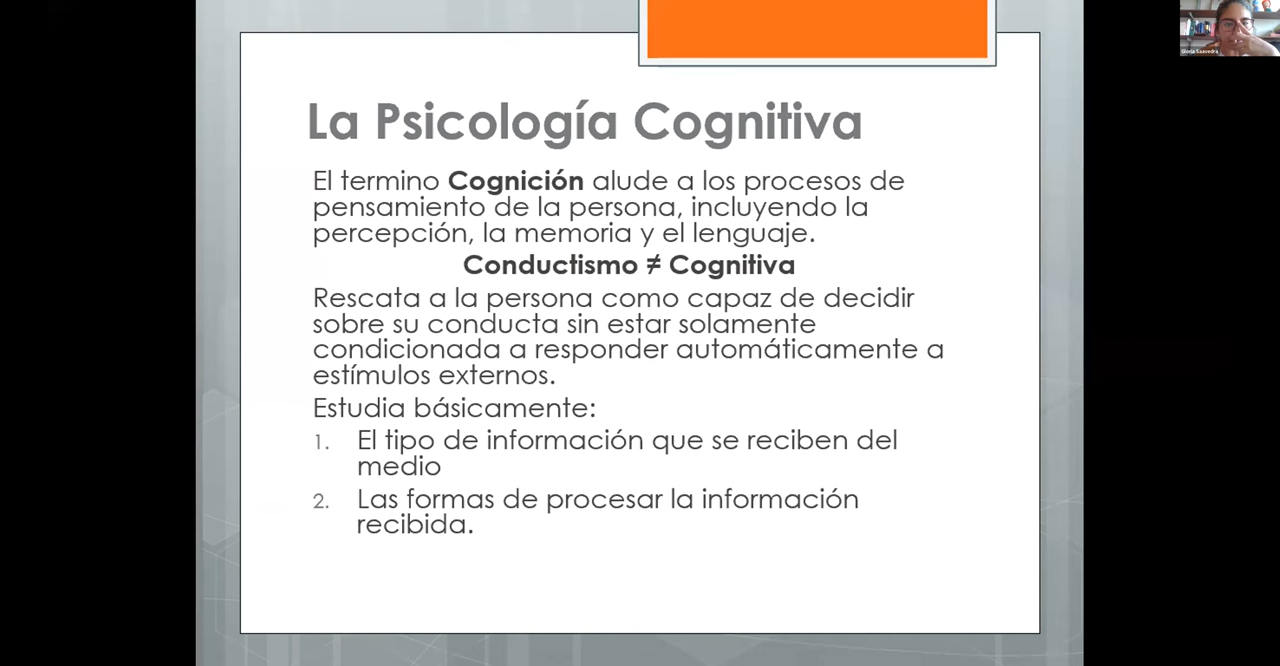 La Psicología Cognitiva
El termino Cognición alude a los procesos de
pensamiento de la persona, incluyendo la
percepción, la memoria y el lenguaje.
Conductismo ≠ Cognitiva
Rescata a la persona como capaz de decidir
sobre su conducta sin estar solamente
condicionada a responder automáticamente a
estímulos externos.
Estudia básicamente:
1. El tipo de información que se reciben del
medio
2. Las formas de procesar la información
recibida.
Gloria Saavedra